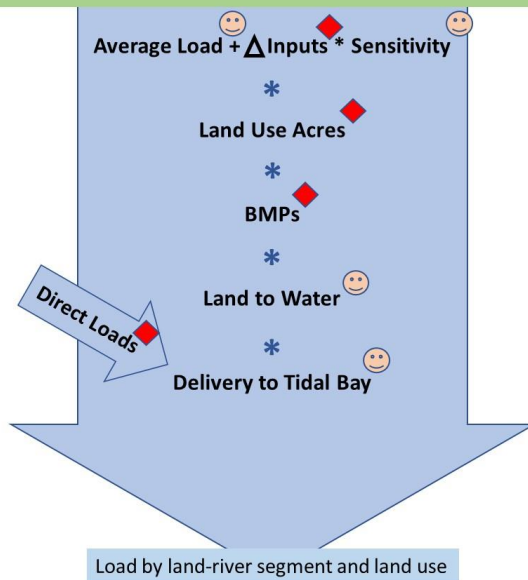 Average Load + Δ Inputs * Sensitivity
*
Land Use Acres
*
BMPs
*
Land to Water
Direct Loads
*
Delivery to Tidal Bay
Load by land-river segment and land use